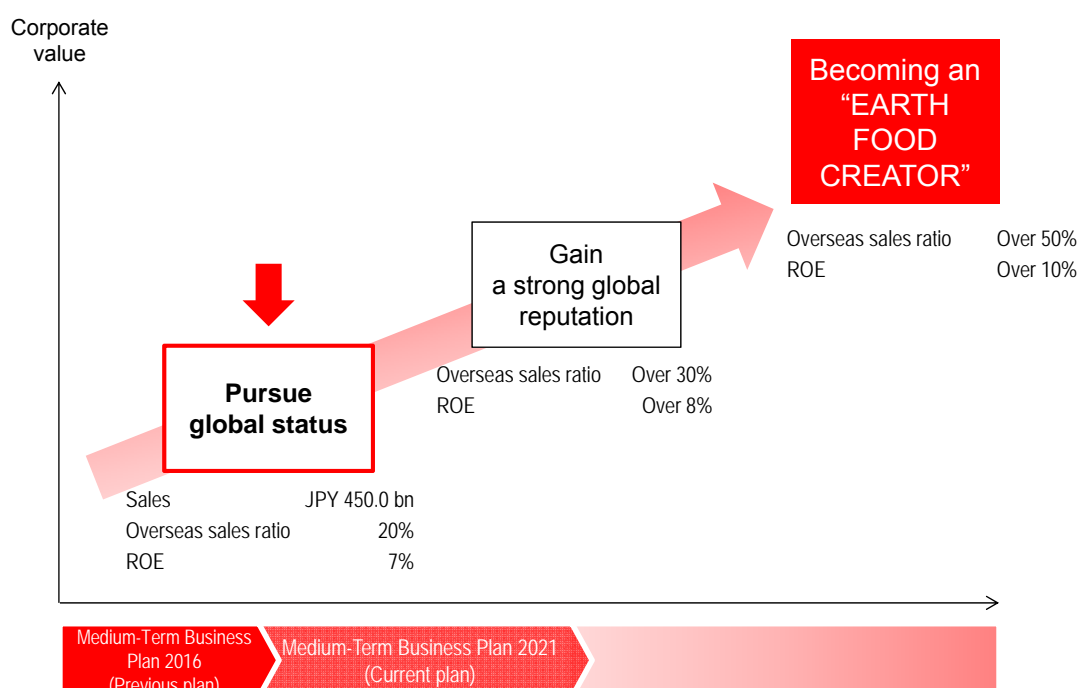 Corporate
value
Becoming an
“EARTH
FOOD
CREATOR”
Overseas sales ratio Over 50%
ROE Over 10%
Gain
a strong global
reputation
Overseas sales ratio Over 30%
ROE Over 8%
Pursue
global status
Sales JPY 450.0 bn
Overseas sales ratio 20%
ROE 7%
Medium-Term Business
Plan 2016
(Previous plan)
Medium-Term Business Plan 2021
(Current plan)